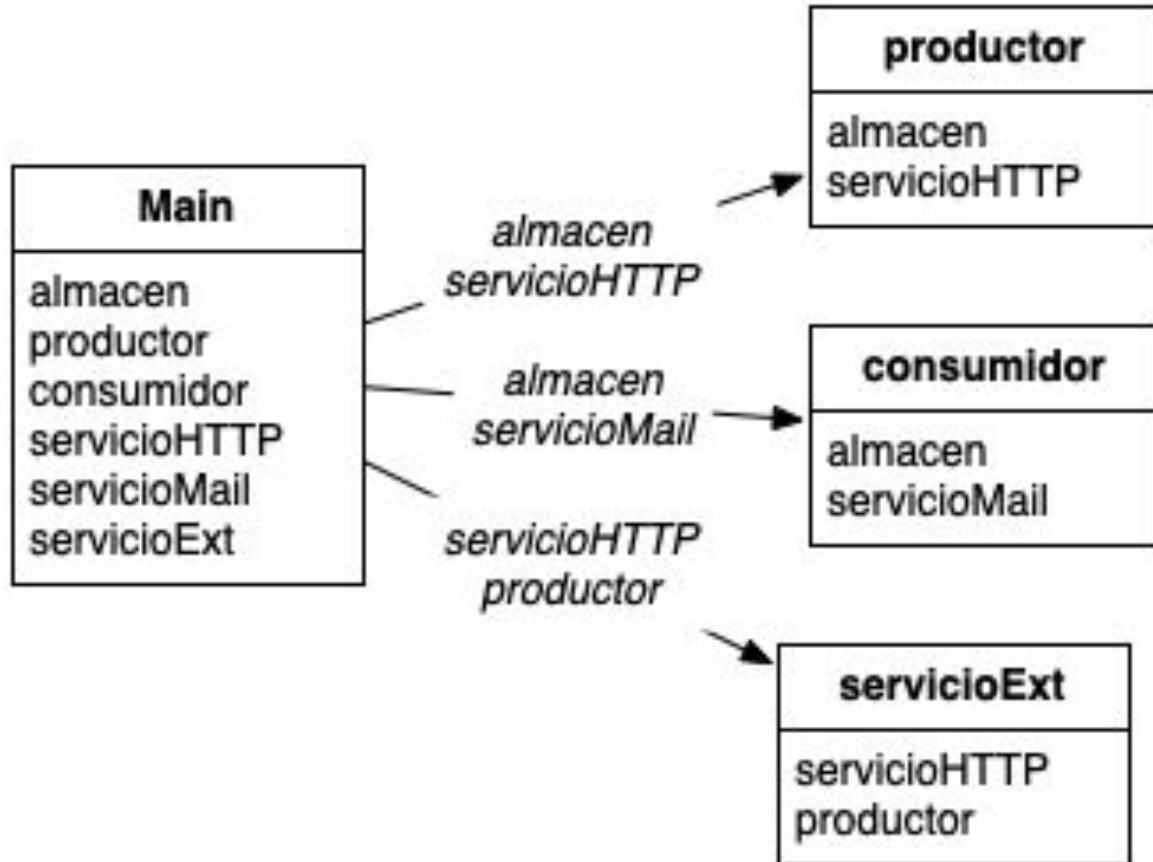 Main
almacen
productor
consumidor
servicioHTTP
servicioMail
servicioExt
almacen
servicioHTTP
almacen
servicioMail
servicioHTTP
productor
productor
almacen
servicioHTTP
consumidor
almacen
servicioMail
servicioExt
servicioHTTP
productor